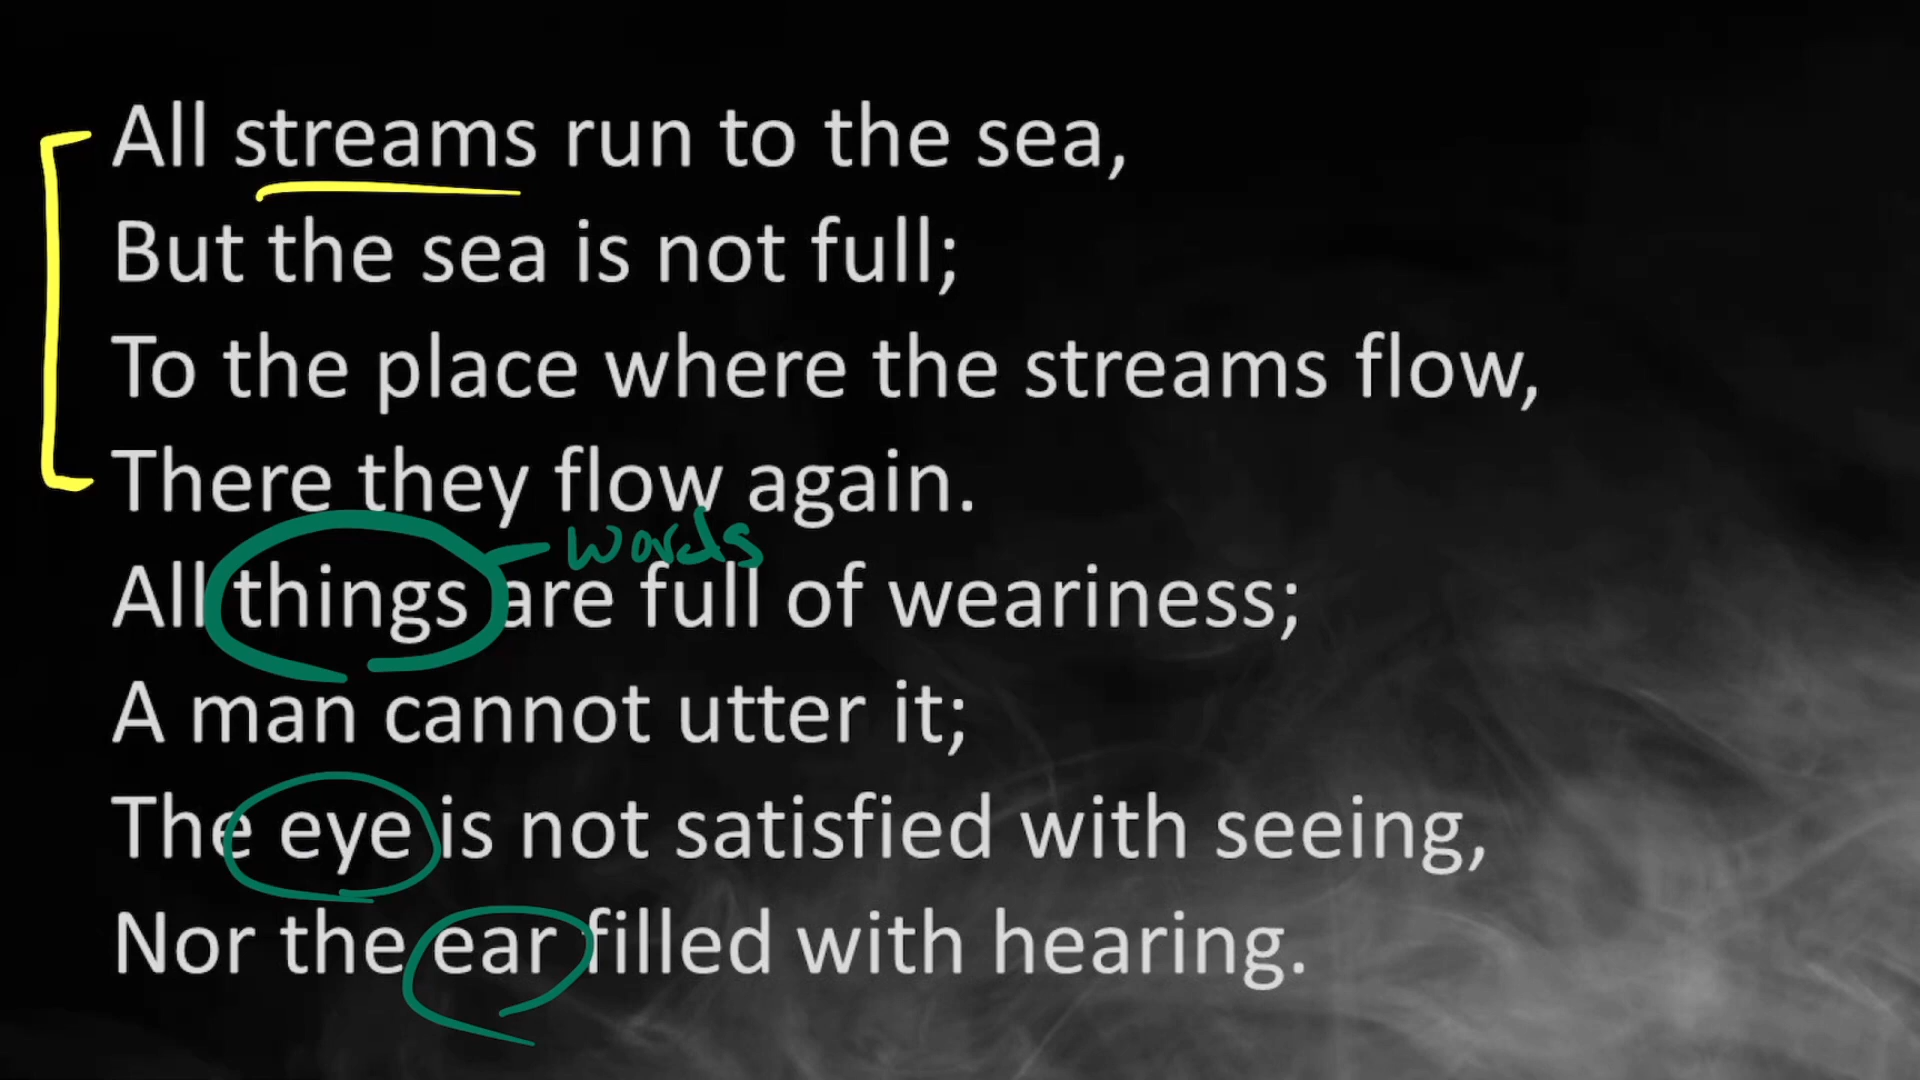 All streams run to the sea,
But the sea is not full;
To the place where the streams flow,
There they flow again.
words
All things are full of weariness;
A man cannot utter it;
The eye is not satisfied with seeing,
Nor the ear filled with hearing.